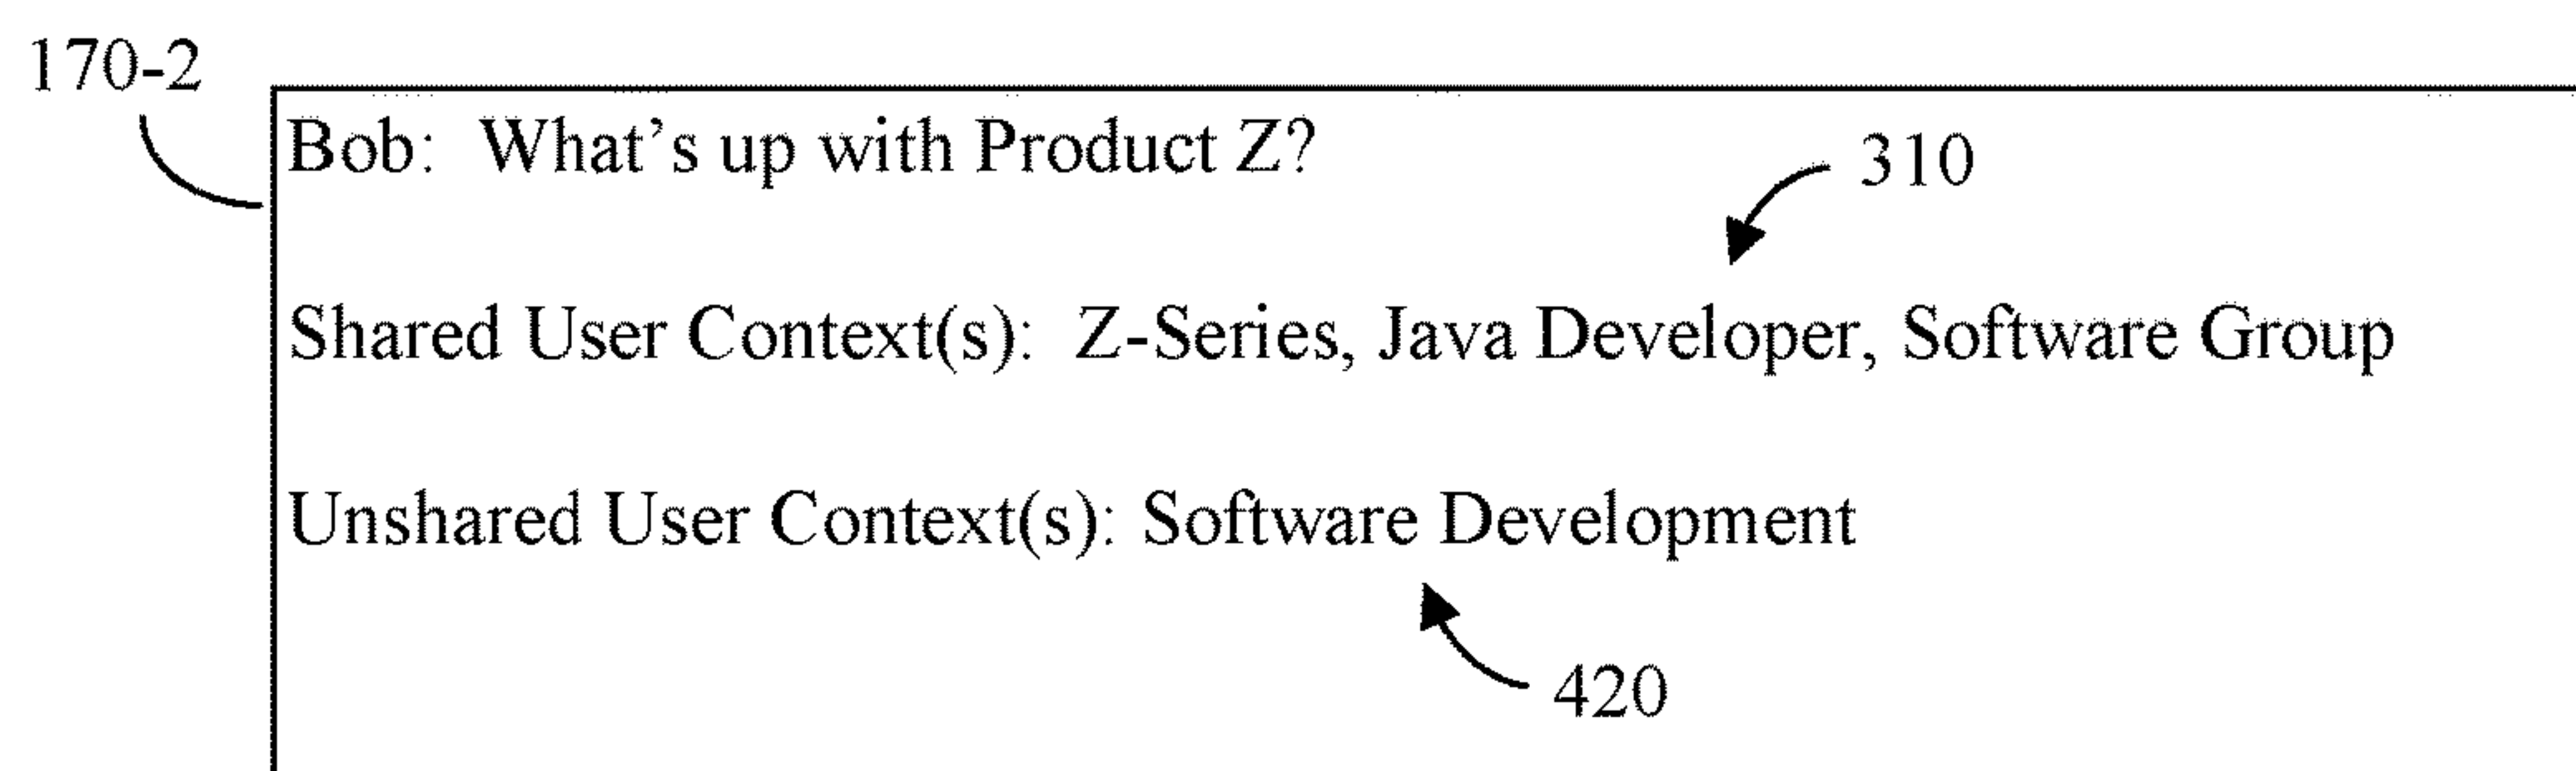 170-2
Bob:  What's up with Product Z?
310
Shared User Context(s):  Z-Series, Java Developer, Software Group
Unshared User Context(s): Software Development
420